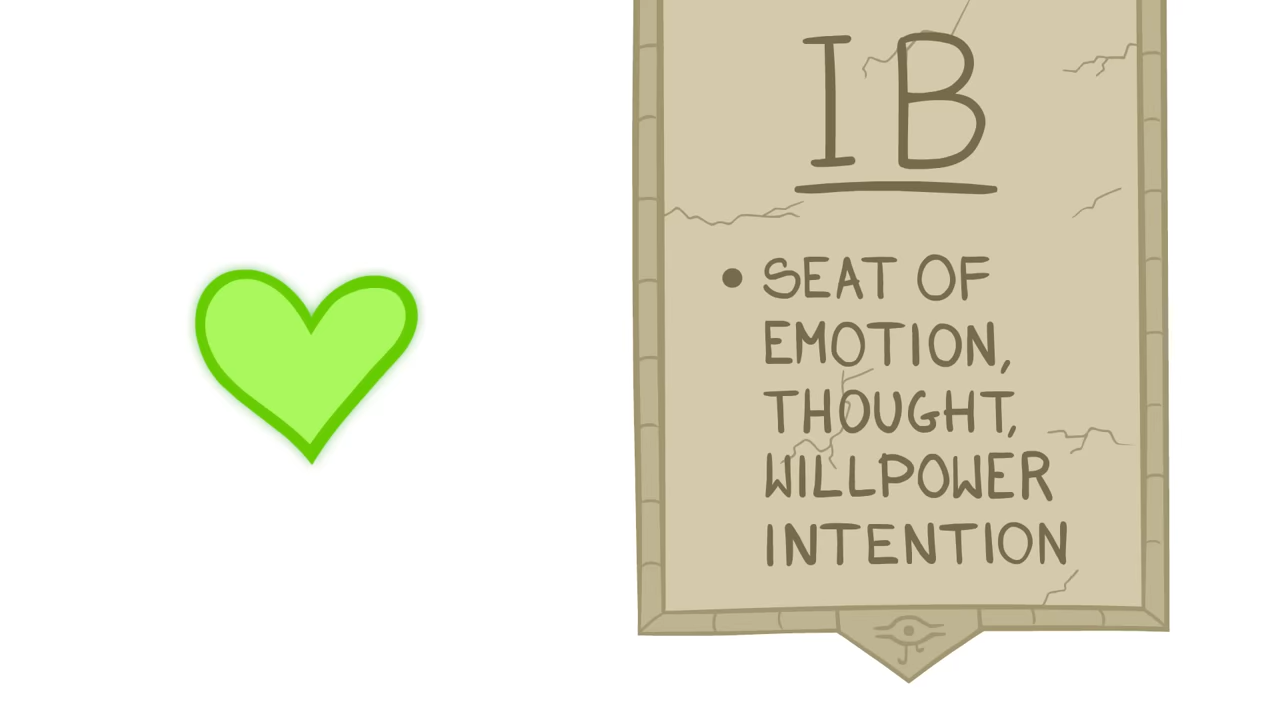 IB
• SEAT OF
EMOTION,
THOUGHT,
WILLPOWER
INTENTION